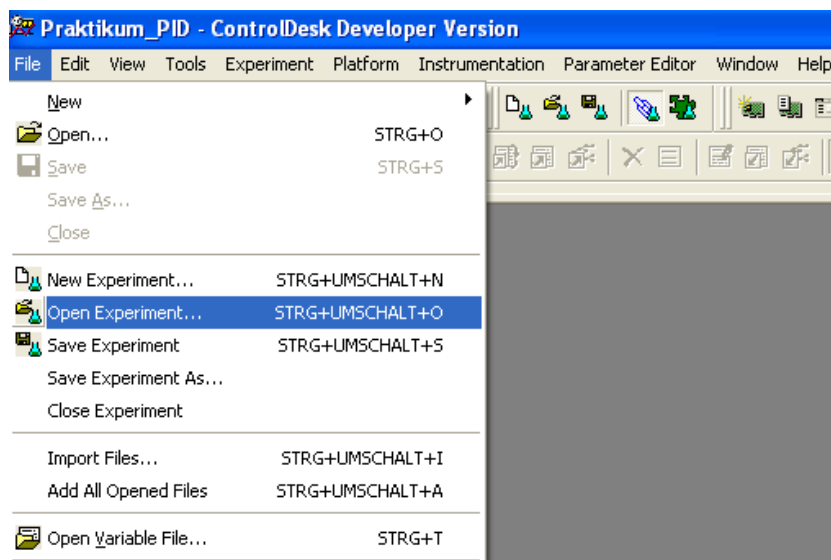 Praktikum_PID - ControlDesk Developer Version
File Edit View Tools Experiment Platform Instrumentation Parameter Editor Window Help
New
Open... STRG+O
Save STRG+S
Save As...
Close
New Experiment... STRG+UMSCHALT+N
Open Experiment... STRG+UMSCHALT+O
Save Experiment STRG+UMSCHALT+S
Save Experiment As...
Close Experiment
Import Files... STRG+UMSCHALT+I
Add All Opened Files STRG+UMSCHALT+A
Open Variable File... STRG+T